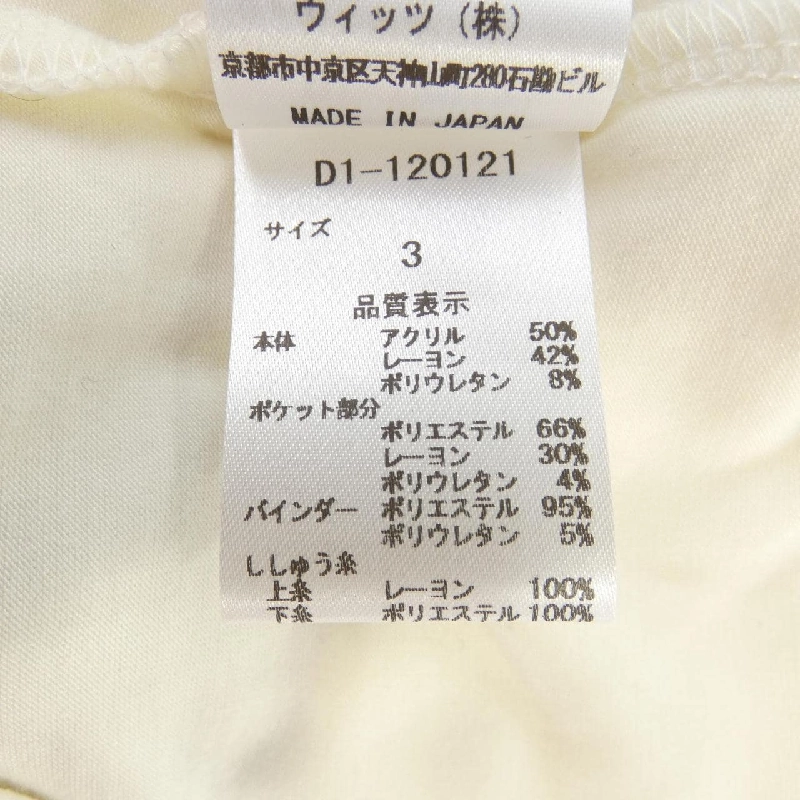 ウィッツ（株）
京都市中京区天神山町280石勘ビル
MADE IN JAPAN
D1-120121
サイズ
3
品質表示
本体 アクリル 50%
レーヨン 42%
ポリウレタン 8%
ポケット部分
ポリエステル 66%
レーヨン 30%
ポリウレタン 4%
バインダー ポリエステル 95%
ポリウレタン 5%
ししゅう糸
上糸 レーヨン 100%
下糸 ポリエステル 100%